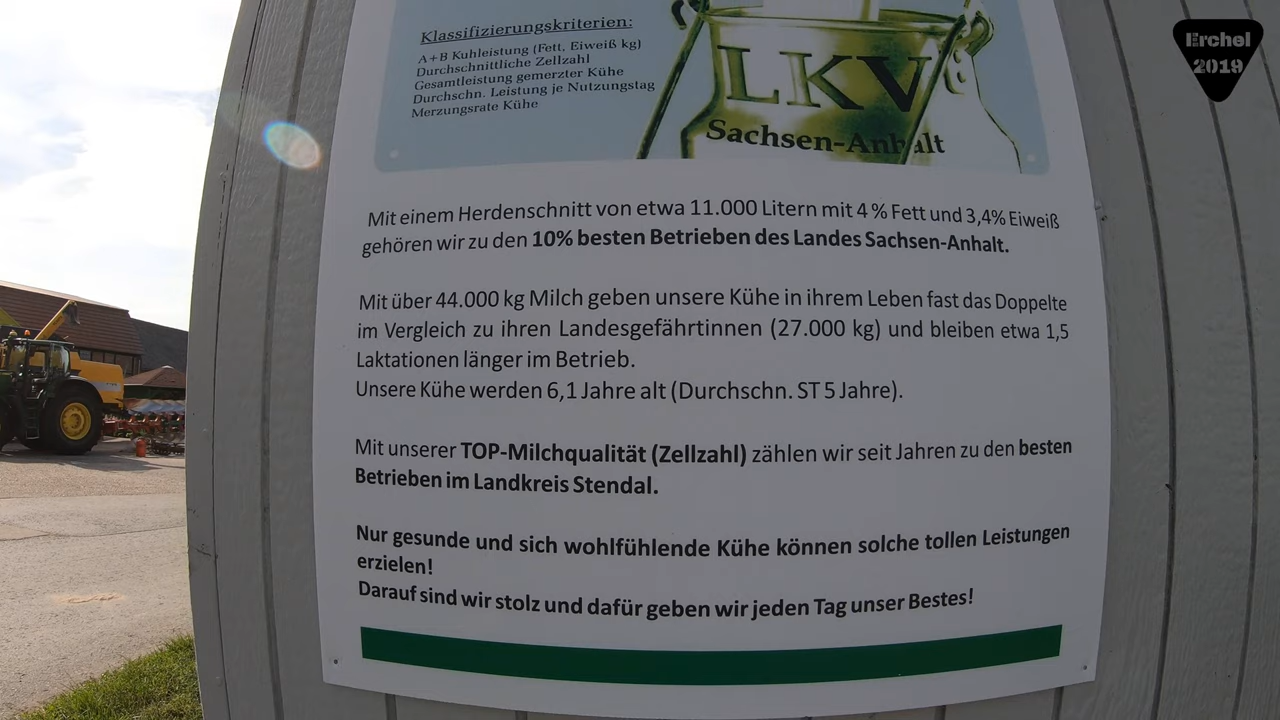 Erchel
2019
Klassifizierungskriterien:
A+B Kuhleistung (Fett, Eiweiß kg)
Durchschnittliche Zellzahl
Gesamtleistung gemerzter Kühe
Durchschn. Leistung je Nutzungstag
Merzungsrate Kühe
LKV
Sachsen-Anhalt
Mit einem Herdenschnitt von etwa 11.000 Litern mit 4 % Fett und 3,4% Eiweiß
gehören wir zu den 10% besten Betrieben des Landes Sachsen-Anhalt.
Mit über 44.000 kg Milch geben unsere Kühe in ihrem Leben fast das Doppelte
im Vergleich zu ihren Landesgefährtinnen (27.000 kg) und bleiben etwa 1,5
Laktationen länger im Betrieb.
Unsere Kühe werden 6,1 Jahre alt (Durchschn. ST 5 Jahre).
Mit unserer TOP-Milchqualität (Zellzahl) zählen wir seit Jahren zu den besten
Betrieben im Landkreis Stendal.
Nur gesunde und sich wohlfühlende Kühe können solche tollen Leistungen
erzielen!
Darauf sind wir stolz und dafür geben wir jeden Tag unser Bestes!